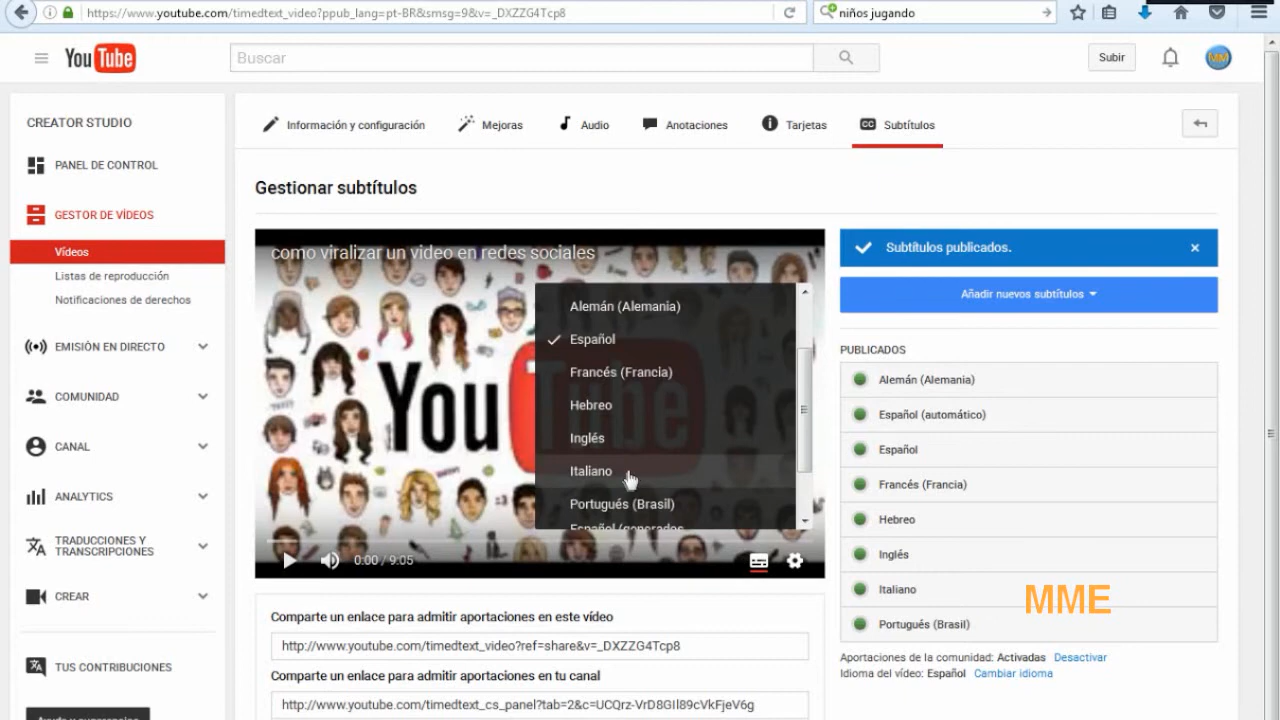 https://www.youtube.com/timedtext_video?ppub_lang=pt-BR&smsg=9&v=_DXZZG4Tcp8
niños jugando
YouTube
Buscar
Subir
MM
CREATOR STUDIO
PANEL DE CONTROL
GESTOR DE VÍDEOS
Vídeos
Listas de reproducción
Notificaciones de derechos
EMISIÓN EN DIRECTO
COMUNIDAD
CANAL
ANALYTICS
TRADUCCIONES Y
TRANSCRIPCIONES
CREAR
TUS CONTRIBUCIONES
Ayuda y sugerencias
Información y configuración
Mejoras
Audio
Anotaciones
Tarjetas
CC Subtítulos
Gestionar subtítulos
como viralizar un video en redes sociales
You
Alemán (Alemania)
Español
Francés (Francia)
Hebreo
Inglés
Italiano
Portugués (Brasil)
Español (generados
0:00 / 9:05
Comparte un enlace para admitir aportaciones en este vídeo
http://www.youtube.com/timedtext_video?ref=share&v=_DXZZG4Tcp8
Comparte un enlace para admitir aportaciones en tu canal
http://www.youtube.com/timedtext_cs_panel?tab=2&c=UCQrz-VrD8GIl89cVkFjeV6g
Subtítulos publicados.
Añadir nuevos subtítulos
PUBLICADOS
Alemán (Alemania)
Español (automático)
Español
Francés (Francia)
Hebreo
Inglés
Italiano
Portugués (Brasil)
MME
Aportaciones de la comunidad: Activadas Desactivar
Idioma del vídeo: Español Cambiar idioma